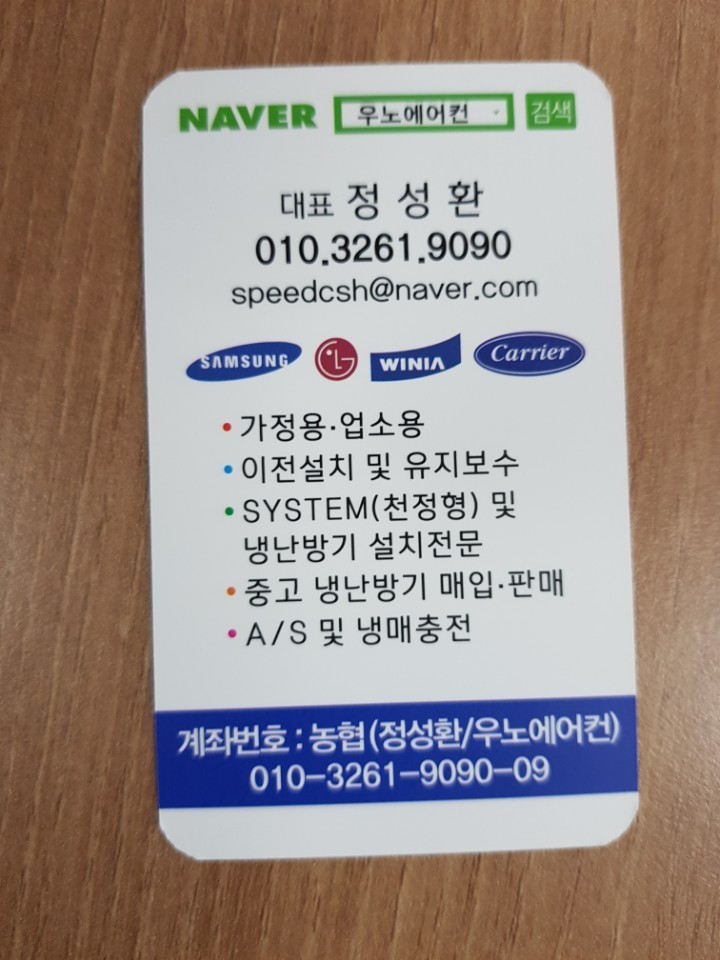 NAVER 우노에어컨 검색
대표 정성환
010.3261.9090
speedcsh@naver.com
SAMSUNG LG WINIA Carrier
•가정용·업소용
•이전설치 및 유지보수
•SYSTEM(천정형) 및
냉난방기 설치전문
•중고 냉난방기 매입·판매
•A/S 및 냉매충전
계좌번호 : 농협 (정성환/우노에어컨)
010-3261-9090-09